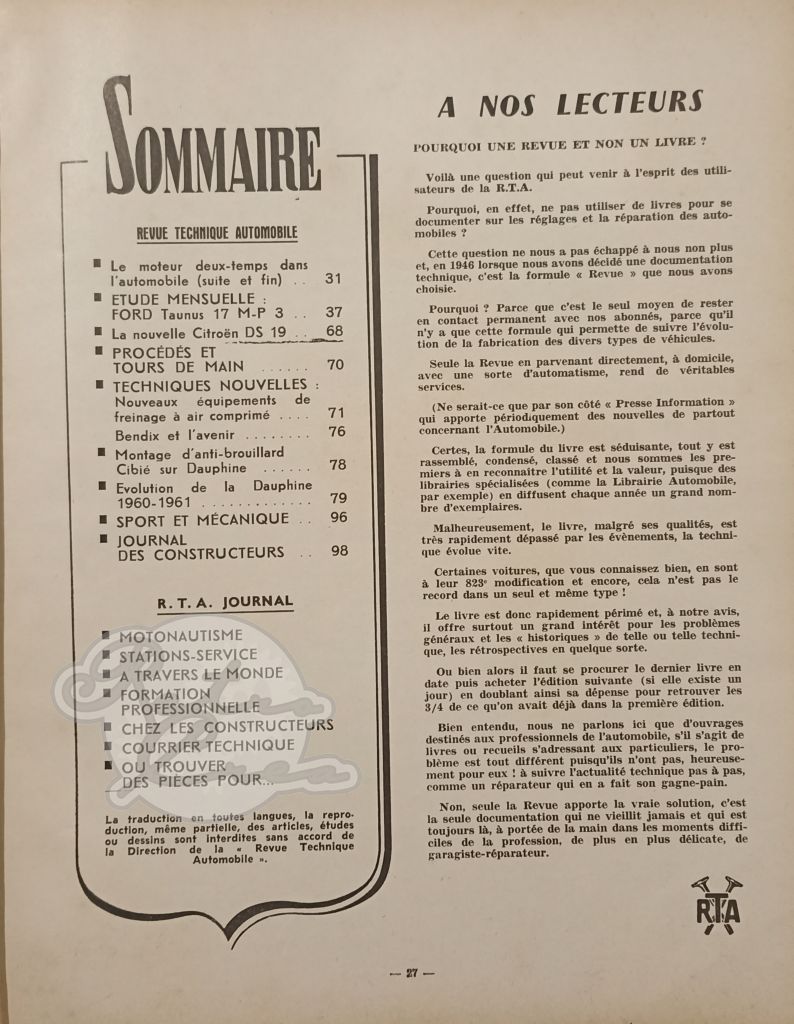 SOMMAIRE
REVUE TECHNIQUE AUTOMOBILE
■ Le moteur deux-temps dans
l'automobile (suite et fin) .. 31
■ ETUDE MENSUELLE :
FORD Taunus 17 M-P 3 .. 37
■ La nouvelle Citroën DS 19 .. 68
■ PROCÉDÉS ET
TOURS DE MAIN ...... 70
■ TECHNIQUES NOUVELLES :
Nouveaux équipements de
freinage à air comprimé .... 71
Bendix et l'avenir ........ 76
■ Montage d'anti-brouillard
Cibié sur Dauphine ...... 78
■ Evolution de la Dauphine
1960-1961 ............. 79
■ SPORT ET MÉCANIQUE .. 96
■ JOURNAL
DES CONSTRUCTEURS .. 98
R. T. A. JOURNAL
■ MOTONAUTISME
■ STATIONS-SERVICE
■ A TRAVERS LE MONDE
■ FORMATION
PROFESSIONNELLE
■ CHEZ LES CONSTRUCTEURS
■ COURRIER TECHNIQUE
■ OU TROUVER
DES PIÈCES POUR...
La traduction en toutes langues, la repro-
duction, même partielle, des articles, études
ou dessins sont interdites sans accord de
la Direction de la « Revue Technique
Automobile ».
A NOS LECTEURS
POURQUOI UNE REVUE ET NON UN LIVRE ?
Voilà une question qui peut venir à l'esprit des utili-
sateurs de la R.T.A.
Pourquoi, en effet, ne pas utiliser de livres pour se
documenter sur les réglages et la réparation des auto-
mobiles ?
Cette question ne nous a pas échappé à nous non plus
et, en 1946 lorsque nous avons décidé une documentation
technique, c'est la formule « Revue » que nous avons
choisie.
Pourquoi ? Parce que c'est le seul moyen de rester
en contact permanent avec nos abonnés, parce qu'il
n'y a que cette formule qui permette de suivre l'évolu-
tion de la fabrication des divers types de véhicules.
Seule la Revue en parvenant directement, à domicile,
avec une sorte d'automatisme, rend de véritables
services.
(Ne serait-ce que par son côté « Presse Information »
qui apporte périodiquement des nouvelles de partout
concernant l'Automobile.)
Certes, la formule du livre est séduisante, tout y est
rassemblé, condensé, classé et nous sommes les pre-
miers à en reconnaître l'utilité et la valeur, puisque des
librairies spécialisées (comme la Librairie Automobile,
par exemple) en diffusent chaque année un grand nom-
bre d'exemplaires.
Malheureusement, le livre, malgré ses qualités, est
très rapidement dépassé par les évènements, la techni-
que évolue vite.
Certaines voitures, que vous connaissez bien, en sont
à leur 823e modification et encore, cela n'est pas le
record dans un seul et même type !
Le livre est donc rapidement périmé et, à notre avis,
il offre surtout un grand intérêt pour les problèmes
généraux et les « historiques » de telle ou telle techni-
que, les rétrospectives en quelque sorte.
Ou bien alors il faut se procurer le dernier livre en
date puis acheter l'édition suivante (si elle existe un
jour) en doublant ainsi sa dépense pour retrouver les
3/4 de ce qu'on avait déjà dans la première édition.
Bien entendu, nous ne parlons ici que d'ouvrages
destinés aux professionnels de l'automobile, s'il s'agit de
livres ou recueils s'adressant aux particuliers, le pro-
blème est tout différent puisqu'ils n'ont pas, heureuse-
ment pour eux ! à suivre l'actualité technique pas à pas,
comme un réparateur qui en a fait son gagne-pain.
Non, seule la Revue apporte la vraie solution, c'est
la seule documentation qui ne vieillit jamais et qui est
toujours là, à portée de la main dans les moments diffi-
ciles de la profession, de plus en plus délicate, de
garagiste-réparateur.
RTA
— 27 —